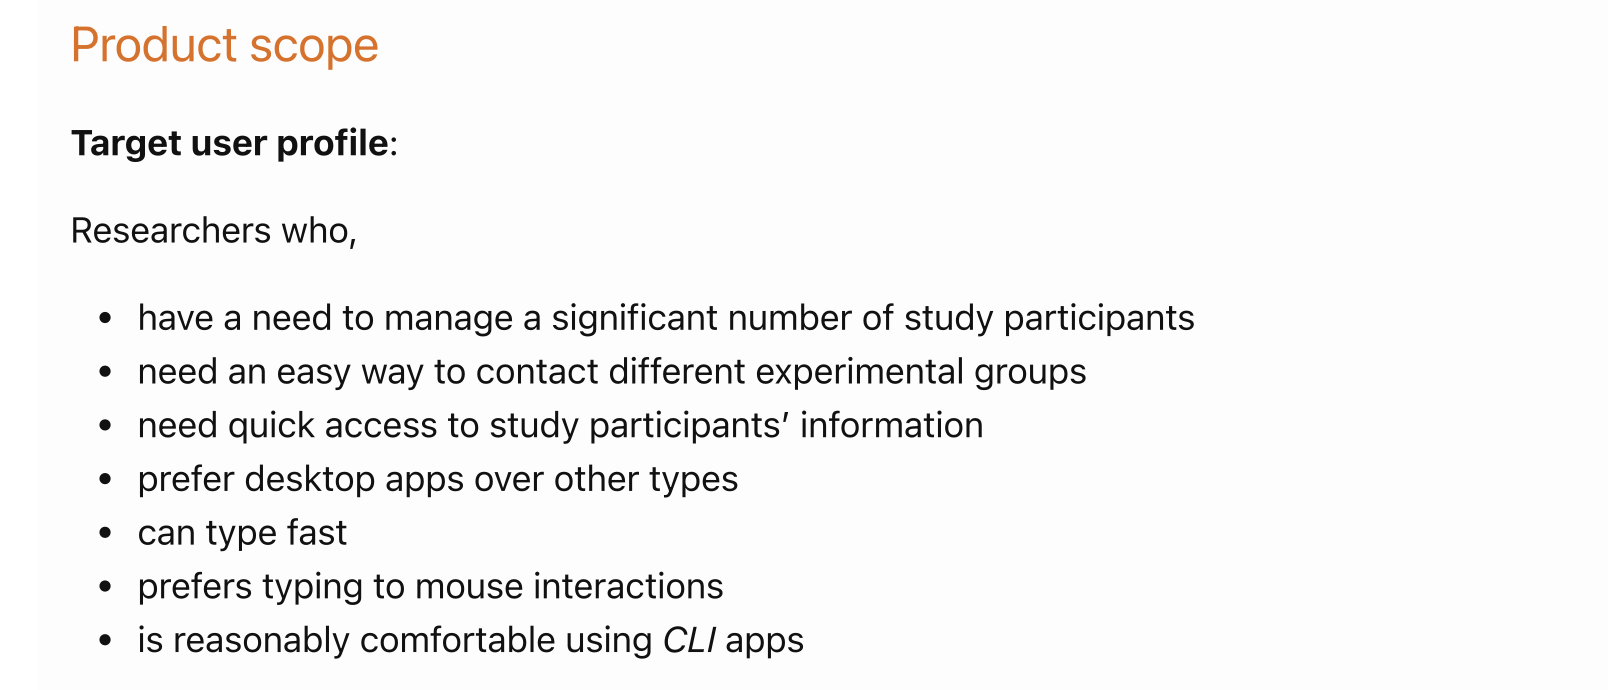 Product scope
Target user profile:
Researchers who,
• have a need to manage a significant number of study participants
• need an easy way to contact different experimental groups
• need quick access to study participants’ information
• prefer desktop apps over other types
• can type fast
• prefers typing to mouse interactions
• is reasonably comfortable using CLI apps